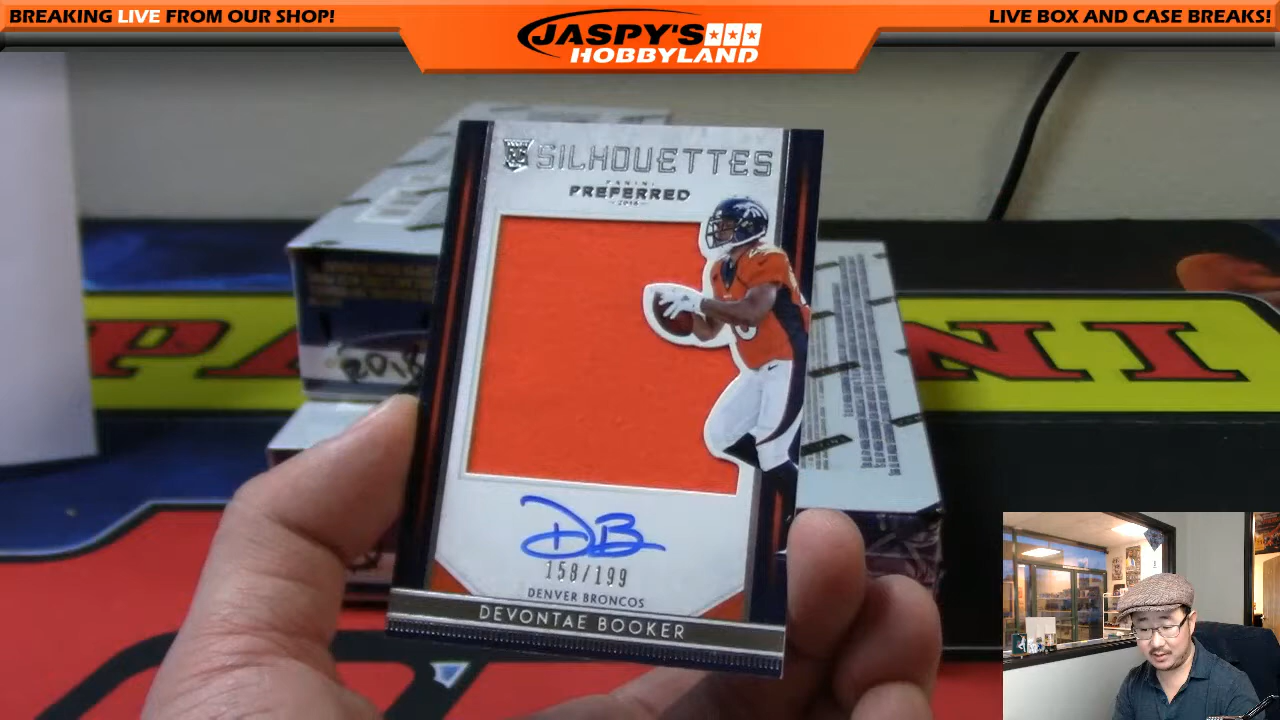 BREAKING LIVE FROM OUR SHOP!
JASPY'S
HOBBYLAND
LIVE BOX AND CASE BREAKS!
SILHOUETTES
PANINI
PREFERRED
2016
DB
158/199
DENVER BRONCOS
DEVONTAE BOOKER